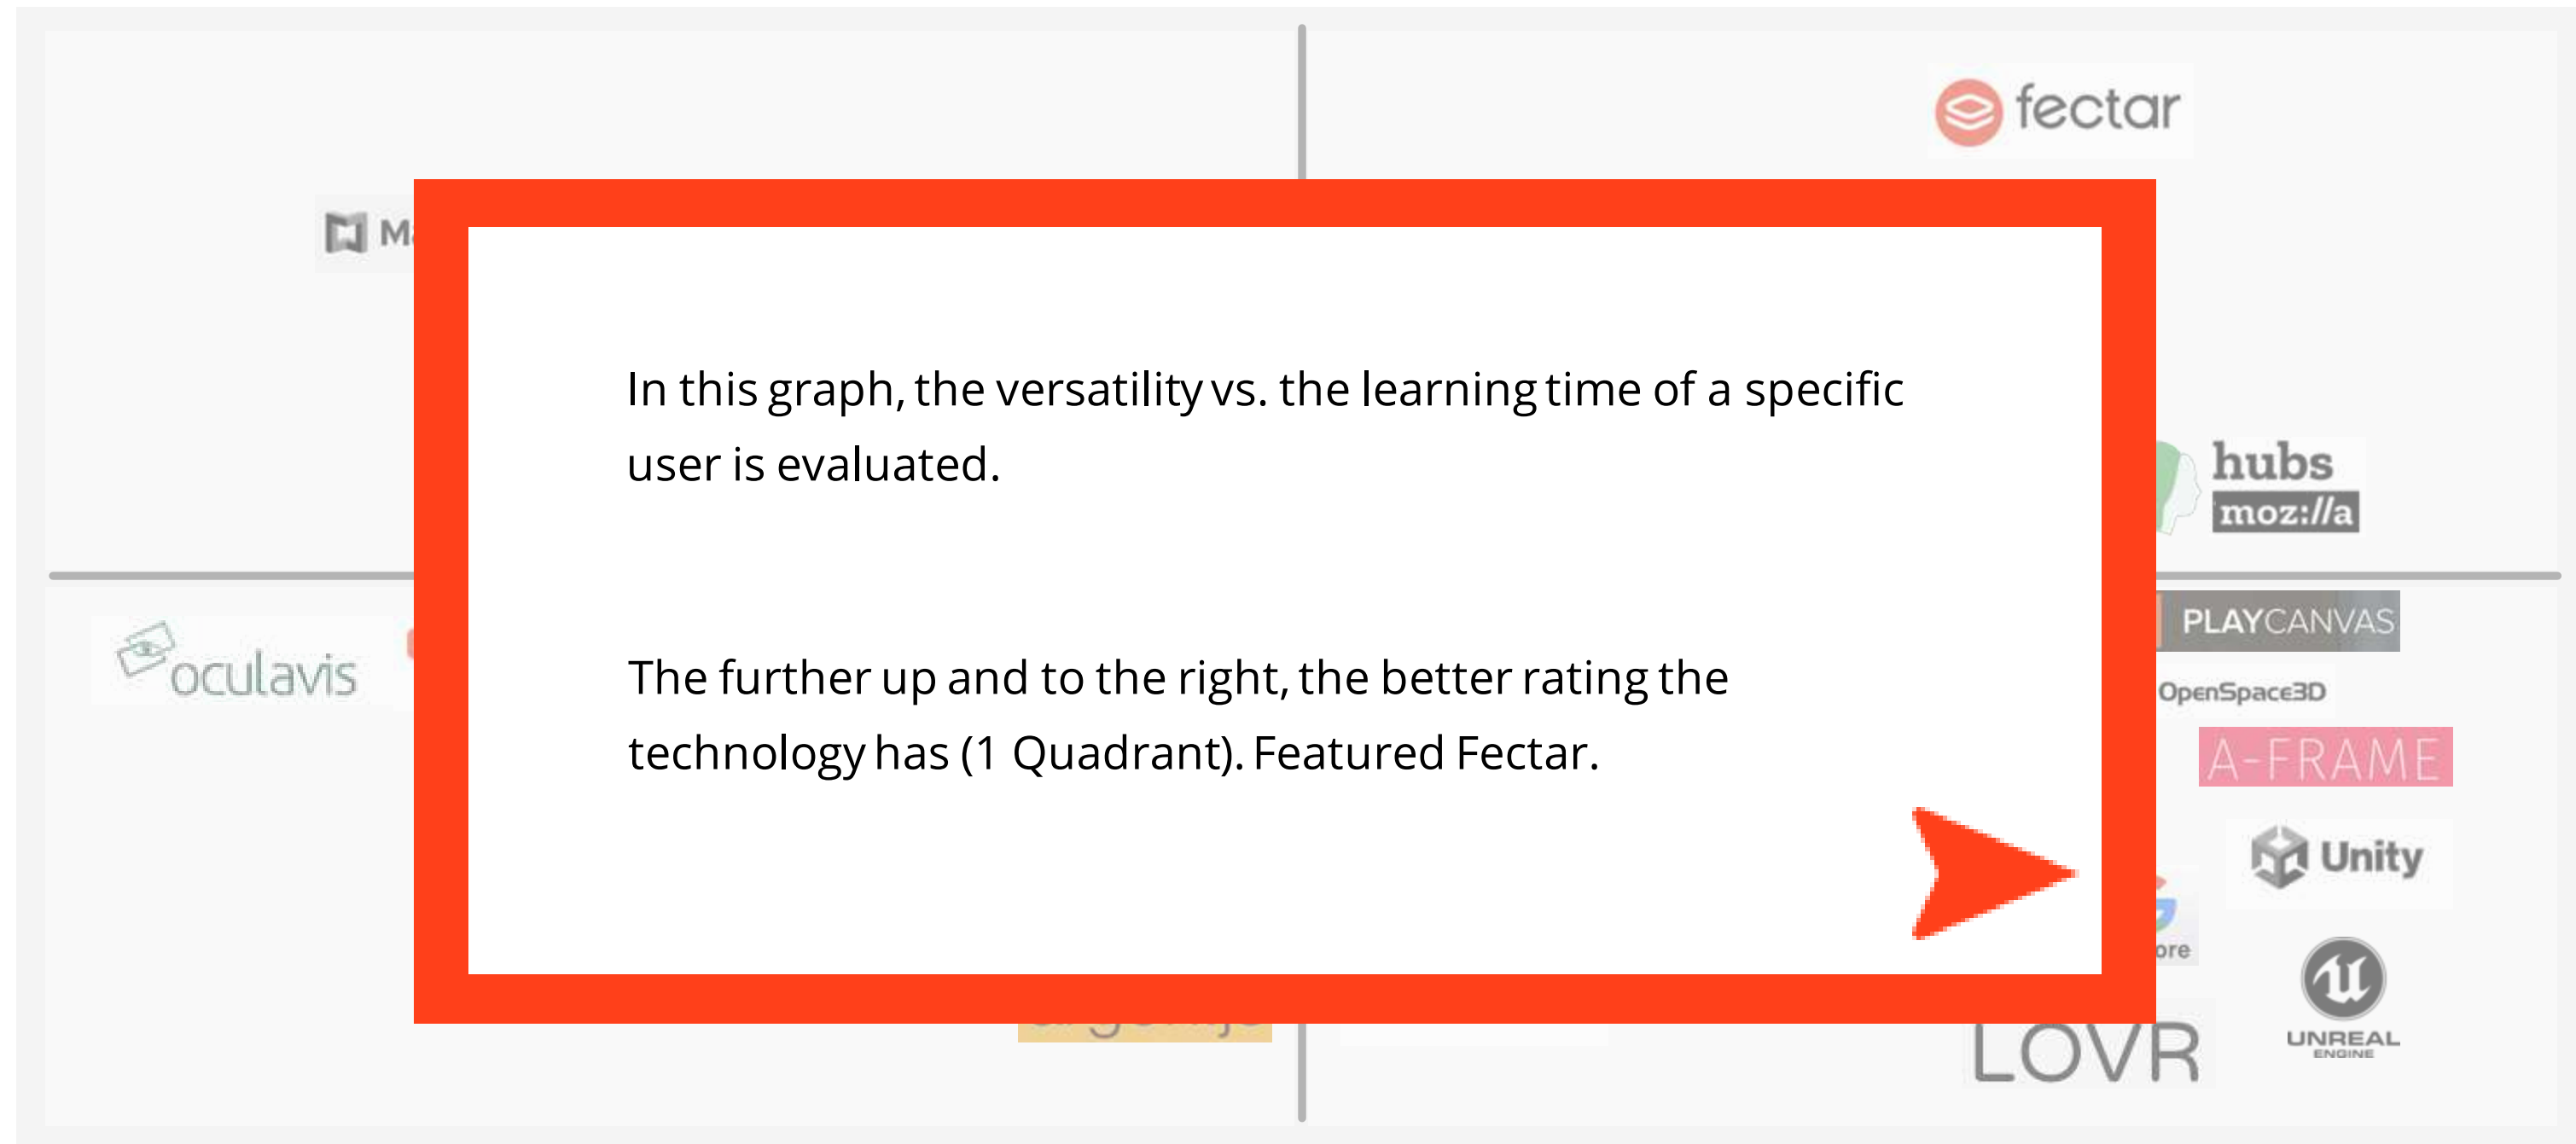 fectar
In this graph, the versatility vs. the learning time of a specific
user is evaluated.
hubs
moz://a
PLAYCANVAS
oculavis
The further up and to the right, the better rating the
technology has (1 Quadrant). Featured Fectar.
OpenSpace3D
A-FRAME
Unity
LOVR
UNREAL
ENGINE